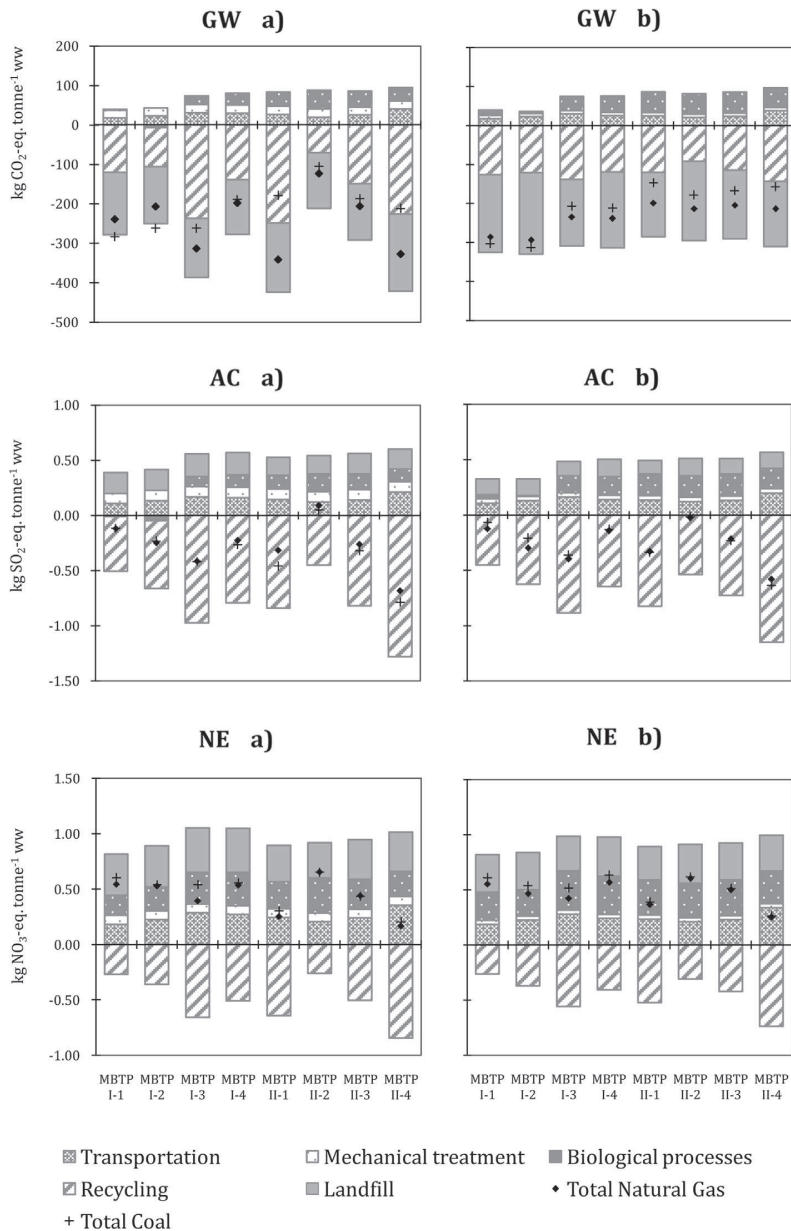 GW a)
GW b)
kg CO₂-eq. tonne⁻¹ ww
200
100
0
-100
-200
-300
-400
-500
AC a)
AC b)
kg SO₂-eq. tonne⁻¹ ww
1.00
0.50
0.00
-0.50
-1.00
-1.50
NE a)
NE b)
kg NO₃-eq. tonne⁻¹ ww
1.50
1.00
0.50
0.00
-0.50
-1.00
MBTP MBTP MBTP MBTP MBTP MBTP MBTP MBTP
I-1 I-2 I-3 I-4 II-1 II-2 II-3 II-4
MBTP MBTP MBTP MBTP MBTP MBTP MBTP MBTP
I-1 I-2 I-3 I-4 II-1 II-2 II-3 II-4
Transportation Mechanical treatment Biological processes
Recycling Landfill Total Natural Gas
Total Coal